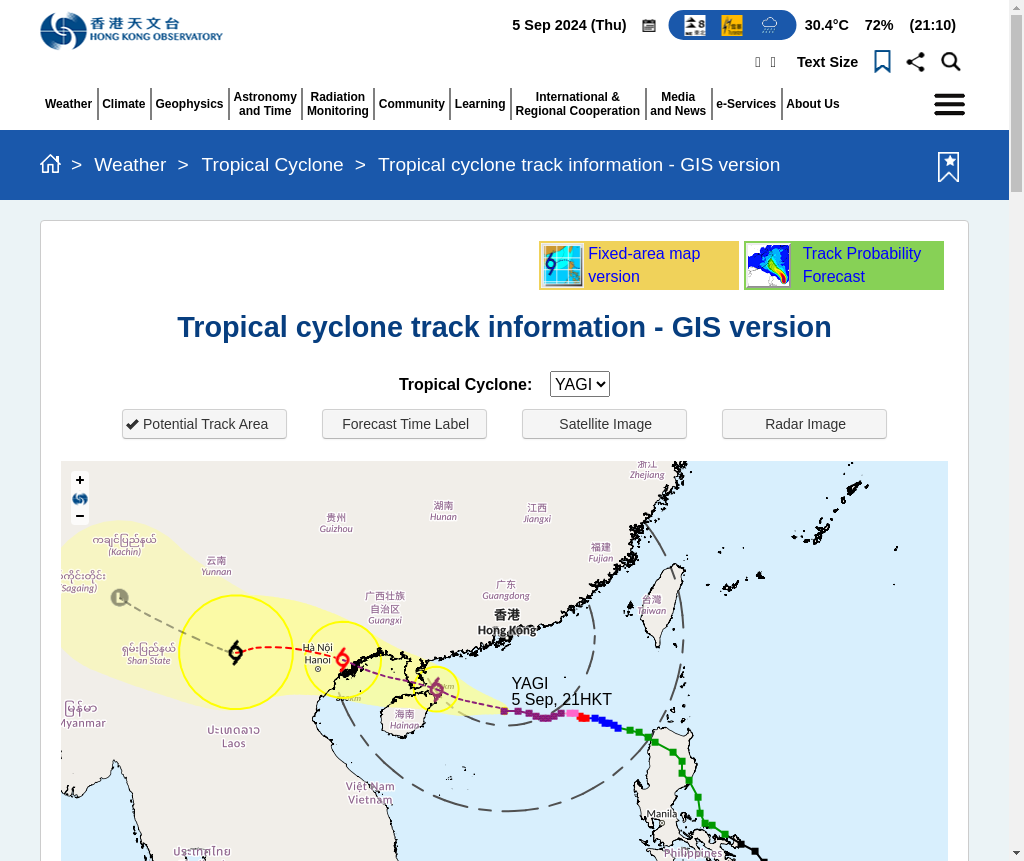 香港天文台
HONG KONG OBSERVATORY
5 Sep 2024 (Thu)
30.4°C 72% (21:10)
Text Size
Weather
Climate
Geophysics
Astronomy
and Time
Radiation
Monitoring
Community
Learning
International &
Regional Cooperation
Media
and News
e-Services
About Us
> Weather > Tropical Cyclone > Tropical cyclone track information - GIS version
Fixed-area map
version
Track Probability
Forecast
Tropical cyclone track information - GIS version
Tropical Cyclone: YAGI
Potential Track Area
Forecast Time Label
Satellite Image
Radar Image
+
−
浙江
Zhejiang
湖南
Hunan
江西
Jiangxi
贵州
Guizhou
ကချင်ပြည်နယ်
(Kachin)
福建
Fujian
云南
Yunnan
Sagaing)
广东
Guangdong
广西壮族
自治区
Guangxi
台灣
Taiwan
香港
Hong Kong
L
Hà Nội
Hanoi
ရှမ်းပြည်နယ်
Shan State
YAGI
5 Sep, 21HKT
မြန်မာ
Myanmar
海南
Hainan
ປະເທດລາວ
Laos
Việt Nam
Vietnam
Manila
ประเทศไทย
Philippines